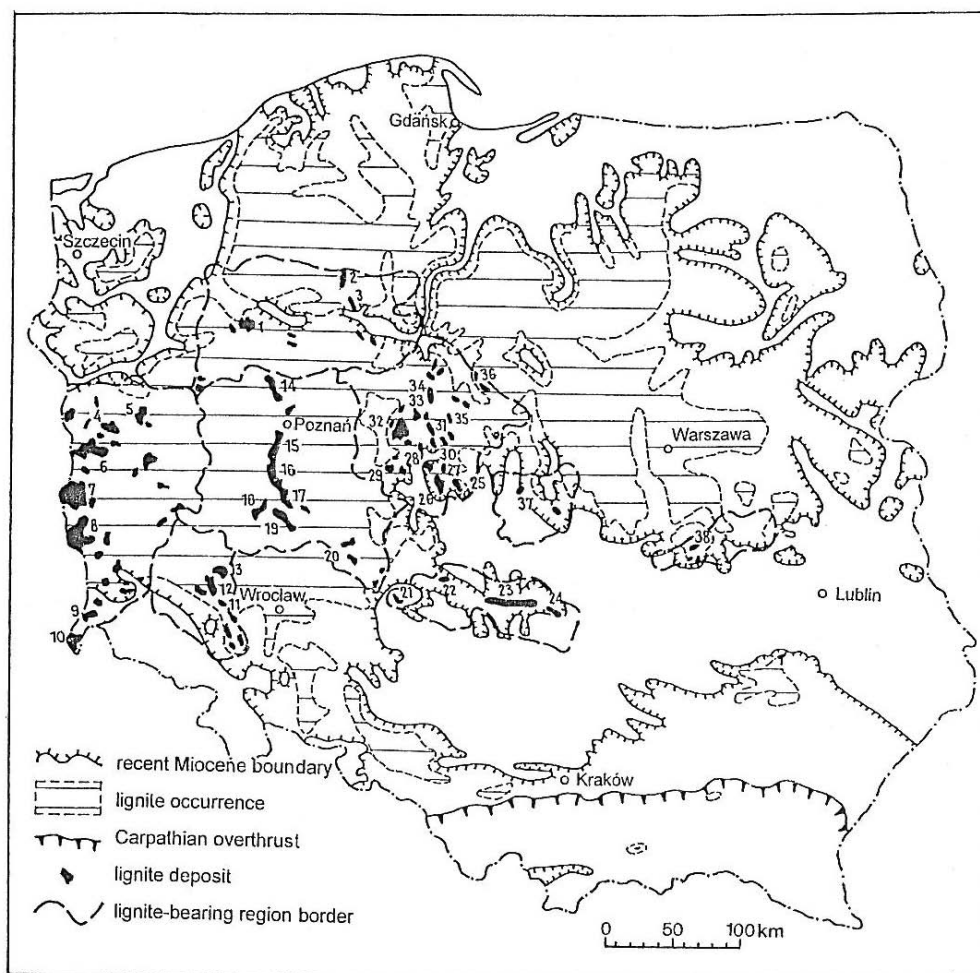 Gdańsk
Szczecin
2
3
1
14
36
34
33
4
5
32
Poznań
31
35
Warszawa
15
30
6
28
29
16
27
25
7
26
18
17
37
8
19
20
38
13
12
23
22
21
24
Lublin
Wrocław
11
9
10
recent Miocene boundary
lignite occurrence
Kraków
Carpathian overthrust
lignite deposit
lignite-bearing region border
0 50 100 km